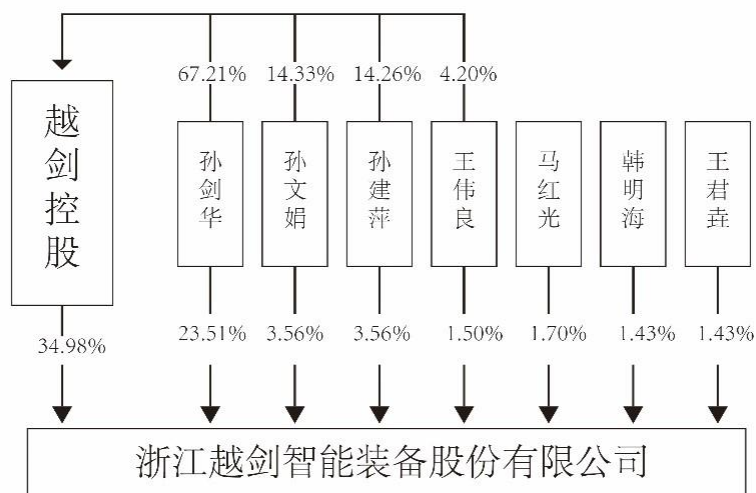 67.21% 14.33% 14.26% 4.20%
越剑控股
孙剑华
孙文娟
孙建萍
王伟良
马红光
韩明海
王君垚
34.98%
23.51% 3.56% 3.56% 1.50% 1.70% 1.43% 1.43%
浙江越剑智能装备股份有限公司